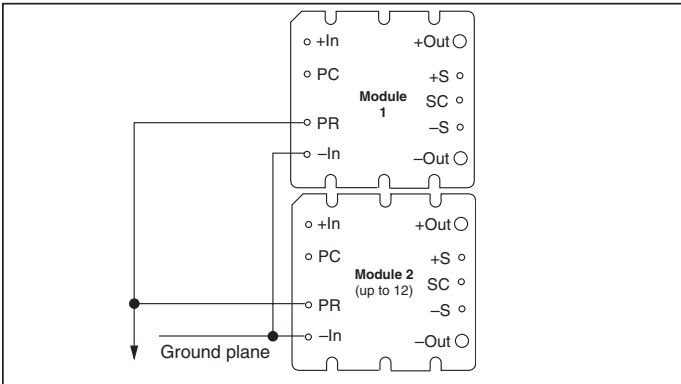 +In +Out
PC +S
Module
1
SC
PR –S
–In –Out
+In +Out
PC +S
Module 2
(up to 12)
SC
PR –S
–In –Out
Ground plane